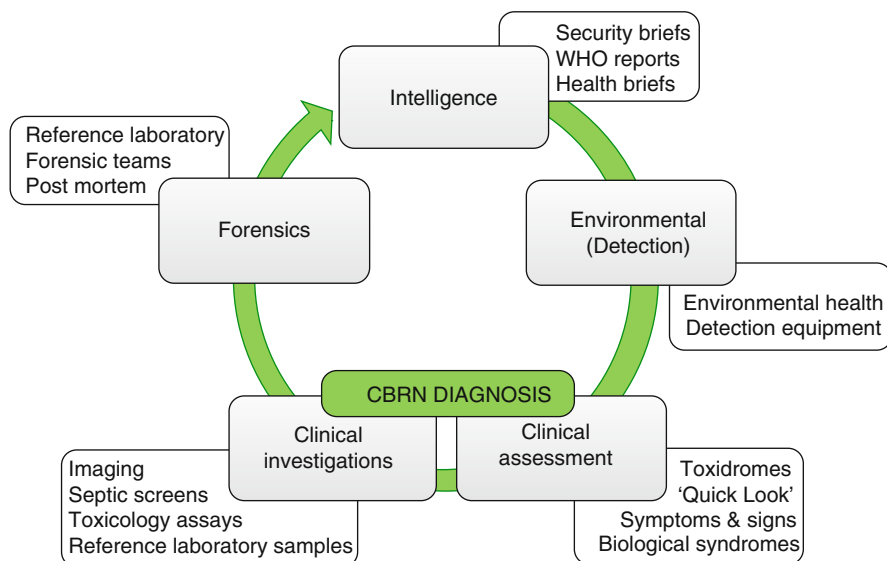 Security briefs
WHO reports
Health briefs
Intelligence
Reference laboratory
Forensic teams
Post mortem
Forensics
Environmental
(Detection)
Environmental health
Detection equipment
CBRN DIAGNOSIS
Clinical
investigations
Clinical
assessment
Imaging
Septic screens
Toxicology assays
Reference laboratory samples
Toxidromes
‘Quick Look’
Symptoms & signs
Biological syndromes